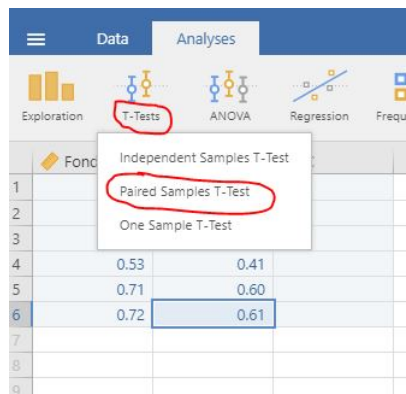 Data Analyses
Exploration T-Tests ANOVA Regression Frequ
Fond
Independent Samples T-Test
1
Paired Samples T-Test
2
3
One Sample T-Test
4 0.53 0.41
5 0.71 0.60
6 0.72 0.61
7
8
9